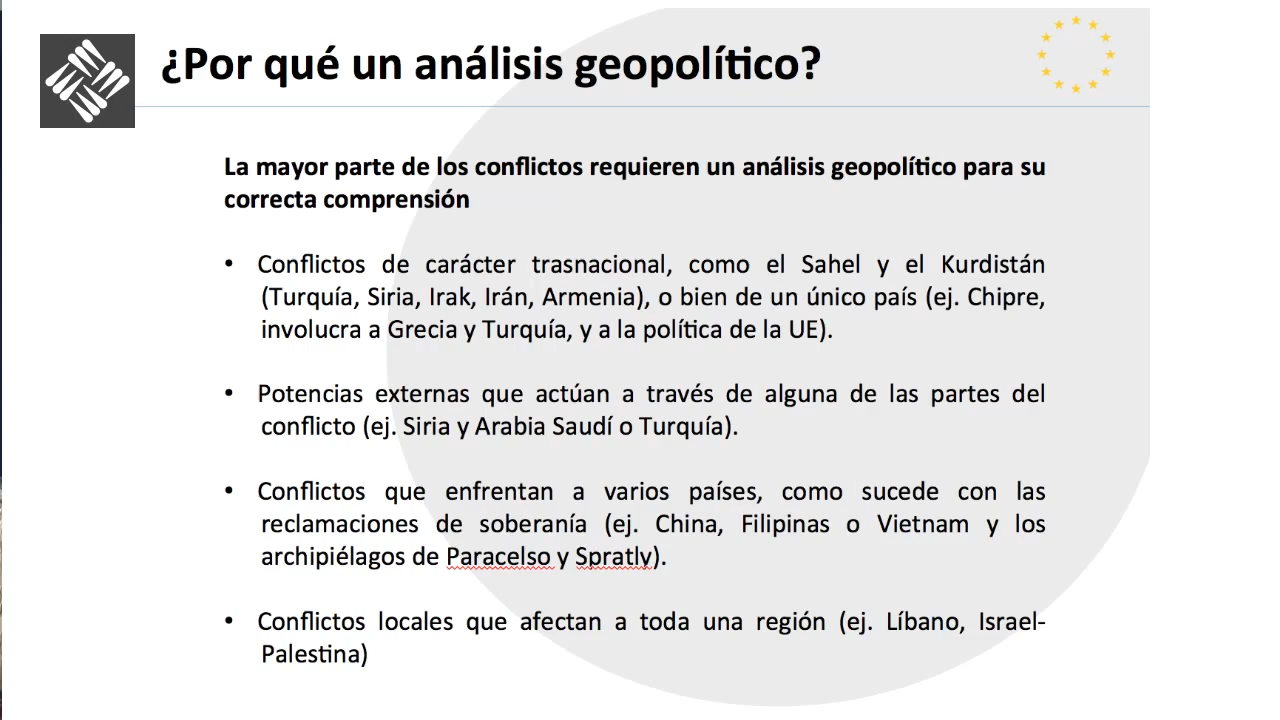 ¿Por qué un análisis geopolítico?
La mayor parte de los conflictos requieren un análisis geopolítico para su
correcta comprensión
• Conflictos de carácter trasnacional, como el Sahel y el Kurdistán
(Turquía, Siria, Irak, Irán, Armenia), o bien de un único país (ej. Chipre,
involucra a Grecia y Turquía, y a la política de la UE).
• Potencias externas que actúan a través de alguna de las partes del
conflicto (ej. Siria y Arabia Saudí o Turquía).
• Conflictos que enfrentan a varios países, como sucede con las
reclamaciones de soberanía (ej. China, Filipinas o Vietnam y los
archipiélagos de Paracelso y Spratly).
• Conflictos locales que afectan a toda una región (ej. Líbano, Israel-
Palestina)